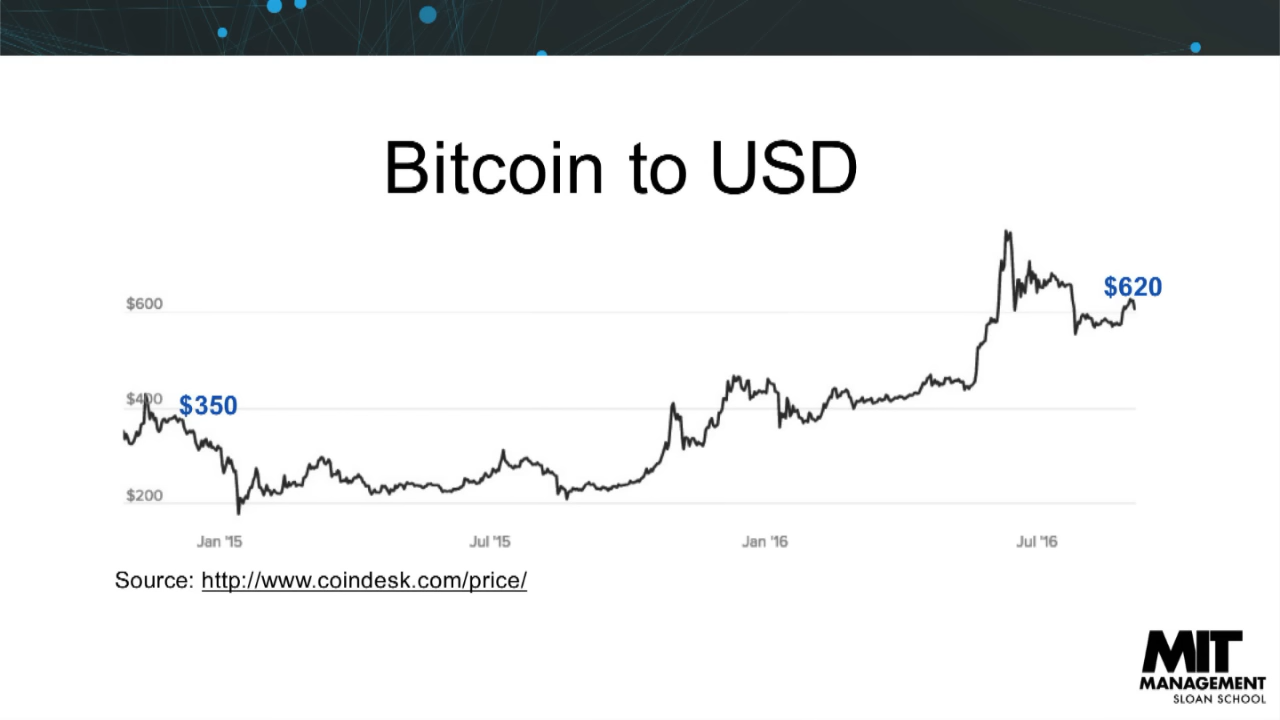 Bitcoin to USD
$600
$620
$400
$350
$200
Jan '15 Jul '15 Jan '16 Jul '16
Source: http://www.coindesk.com/price/
MIT
MANAGEMENT
SLOAN SCHOOL